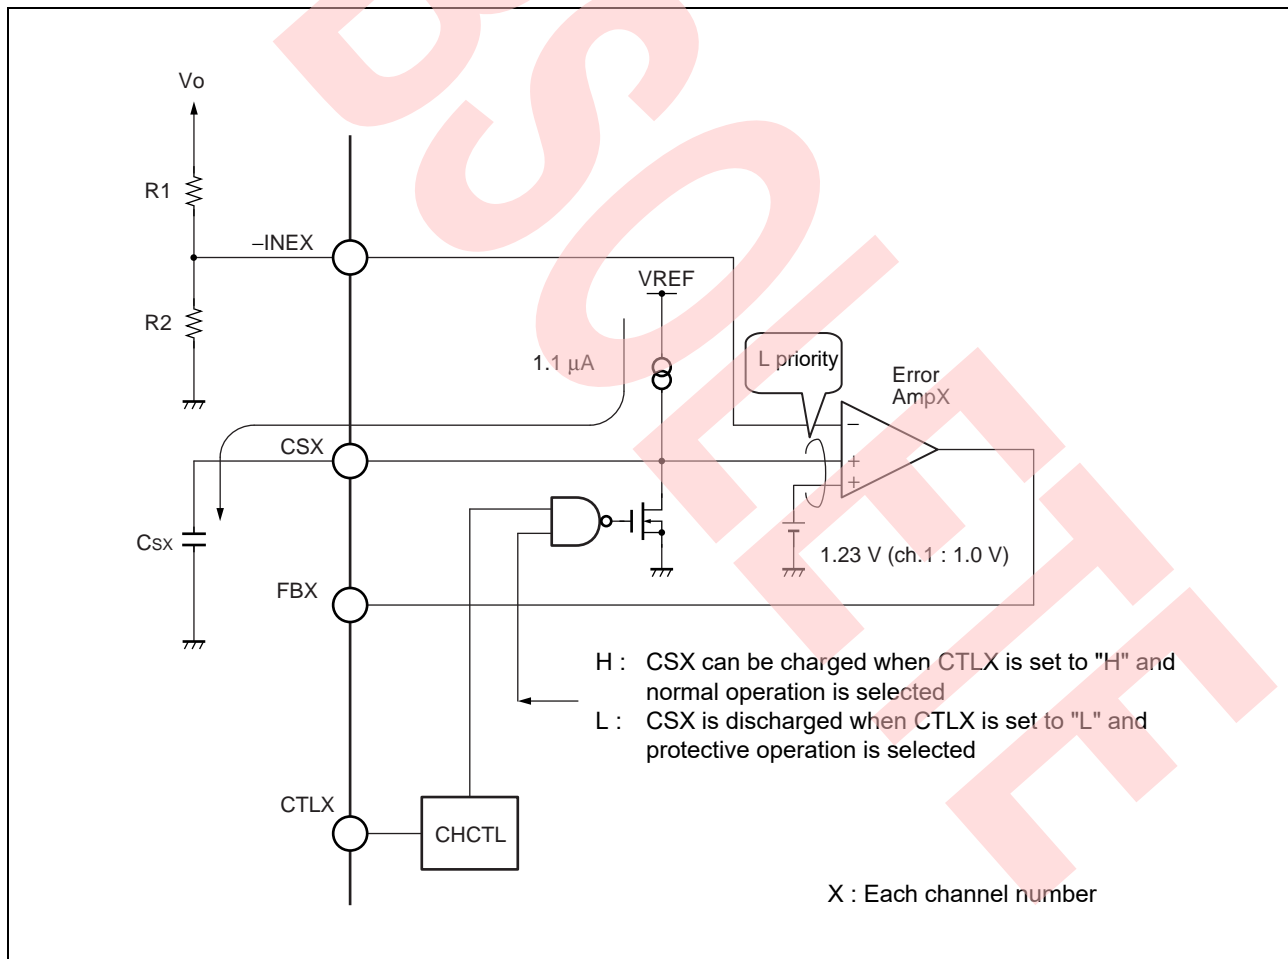 Vo
R1
–INEX
VREF
R2
1.1 μA
L priority
Error
AmpX
−
CSX
+
+
CSX
1.23 V (ch.1 : 1.0 V)
FBX
H : CSX can be charged when CTLX is set to "H" and
normal operation is selected
L : CSX is discharged when CTLX is set to "L" and
protective operation is selected
CTLX
CHCTL
X : Each channel number
BSOLETE